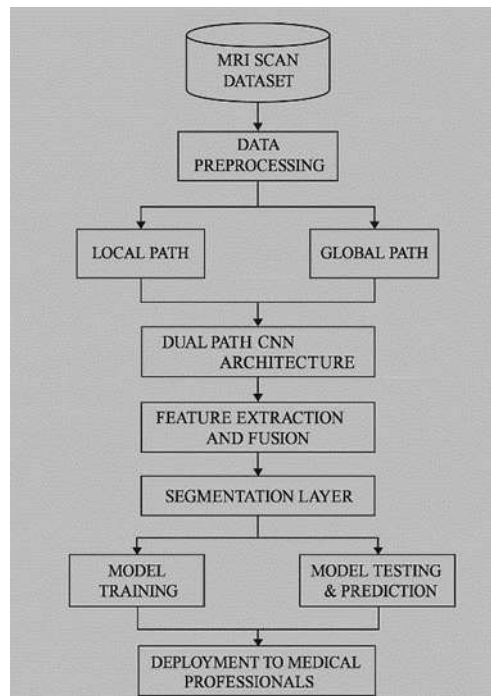 MRI SCAN
DATASET
DATA
PREPROCESSING
LOCAL PATH
GLOBAL PATH
DUAL PATH CNN
ARCHITECTURE
FEATURE EXTRACTION
AND FUSION
SEGMENTATION LAYER
MODEL
TRAINING
MODEL TESTING
& PREDICTION
DEPLOYMENT TO MEDICAL
PROFESSIONALS